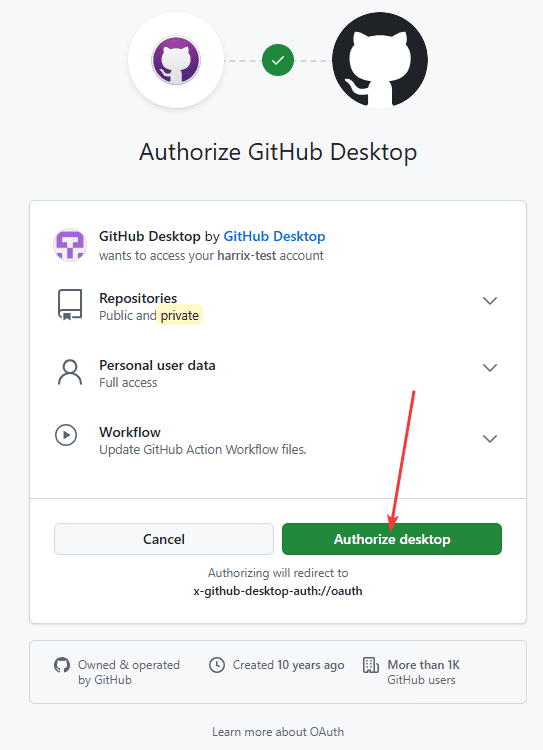 Authorize GitHub Desktop
GitHub Desktop by GitHub Desktop
wants to access your harrix-test account
Repositories
Public and private
Personal user data
Full access
Workflow
Update GitHub Action Workflow files.
Cancel
Authorize desktop
Authorizing will redirect to
x-github-desktop-auth://oauth
Owned & operated
by GitHub
Created 10 years ago
More than 1K
GitHub users
Learn more about OAuth